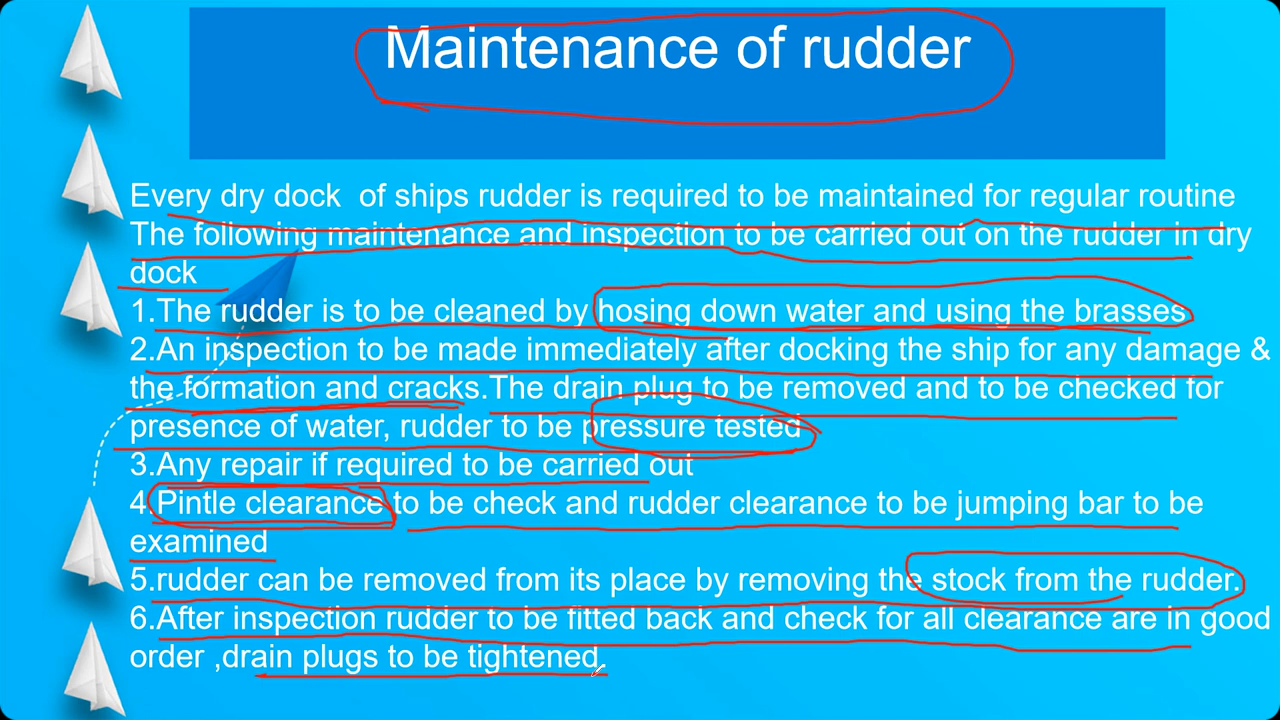 Maintenance of rudder
Every dry dock of ships rudder is required to be maintained for regular routine
The following maintenance and inspection to be carried out on the rudder in dry
dock
1.The rudder is to be cleaned by hosing down water and using the brasses
2.An inspection to be made immediately after docking the ship for any damage &
the formation and cracks.The drain plug to be removed and to be checked for
presence of water, rudder to be pressure tested
3.Any repair if required to be carried out
4.Pintle clearance to be check and rudder clearance to be jumping bar to be
examined
5.rudder can be removed from its place by removing the stock from the rudder.
6.After inspection rudder to be fitted back and check for all clearance are in good
order ,drain plugs to be tightened.